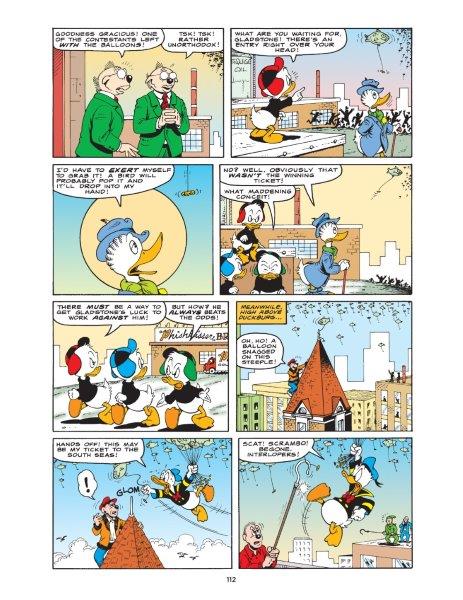 GOODNESS GRACIOUS! ONE
OF THE CONTESTANTS LEFT
WITH THE BALLOONS!
TSK! TSK!
RATHER
UNORTHODOX!
WHAT ARE YOU WAITING FOR,
GLADSTONE! THERE'S AN
ENTRY RIGHT OVER YOUR
HEAD!
OIL
I'D HAVE TO EXERT MYSELF
TO GRAB IT! A BIRD WILL
PROBABLY POP IT AND
IT'LL DROP INTO MY
HAND!
NO? WELL, OBVIOUSLY THAT
WASN'T THE WINNING
TICKET!
WHAT MADDENING
CONCEIT!
THERE MUST BE A WAY TO
GET GLADSTONE'S LUCK TO
WORK AGAINST HIM!
BUT HOW? HE
ALWAYS BEATS
THE ODDS!
Phishkisser
BR
MEANWHILE,
HIGH ABOVE
DUCKBURG...
OH, HO! A
BALLOON
SNAGGED
ON THIS
STEEPLE!
HANDS OFF! THIS MAY
BE MY TICKET TO THE
SOUTH SEAS!
!
GLOM
SCAT! SCRAMBO!
BEGONE,
INTERLOPERS!
112